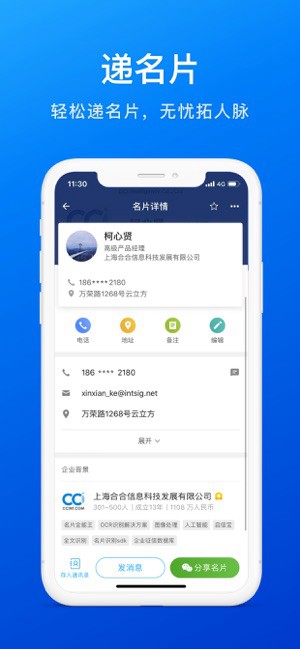 递名片
轻松递名片，无忧拓人脉
11:30 4G
名片详情
柯心贤
高级产品经理
上海合合信息科技发展有限公司
186****2180
万荣路1268号云立方
电话 地址 备注 编辑
186 **** 2180
xinxian_ke@intsig.net
万荣路1268号云立方
展开
企业背景
CCi
CCINT.COM
上海合合信息科技发展有限公司
301~500人 | 成立13年 | 1108 万人民币
名片全能王 OCR识别解决方案 图像处理 人工智能 启信宝
全文识别 名片识别sdk 企业征信数据库
存入通讯录 发消息 分享名片